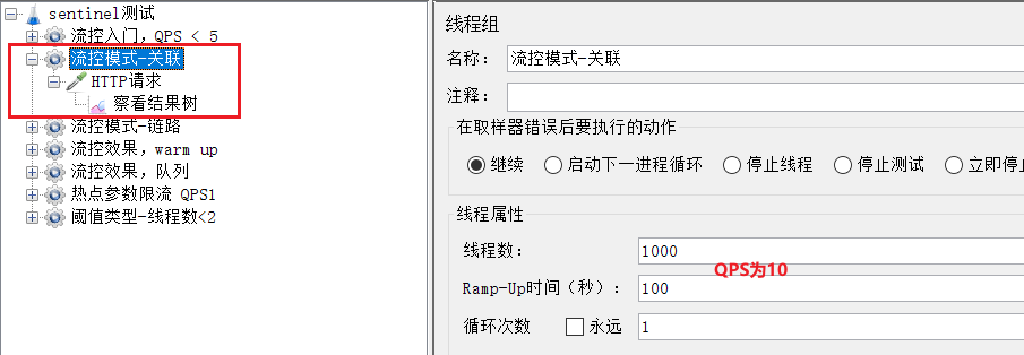 sentinel测试
流控入门，QPS < 5
流控模式-关联
HTTP请求
察看结果树
流控模式-链路
流控效果，warm up
流控效果，队列
热点参数限流 QPS1
阈值类型-线程数<2
线程组
名称： 流控模式-关联
注释：
在取样器错误后要执行的动作
继续 启动下一进程循环 停止线程 停止测试 立即停止
线程属性
线程数： 1000
QPS为10
Ramp-Up时间（秒）： 100
循环次数 永远 1